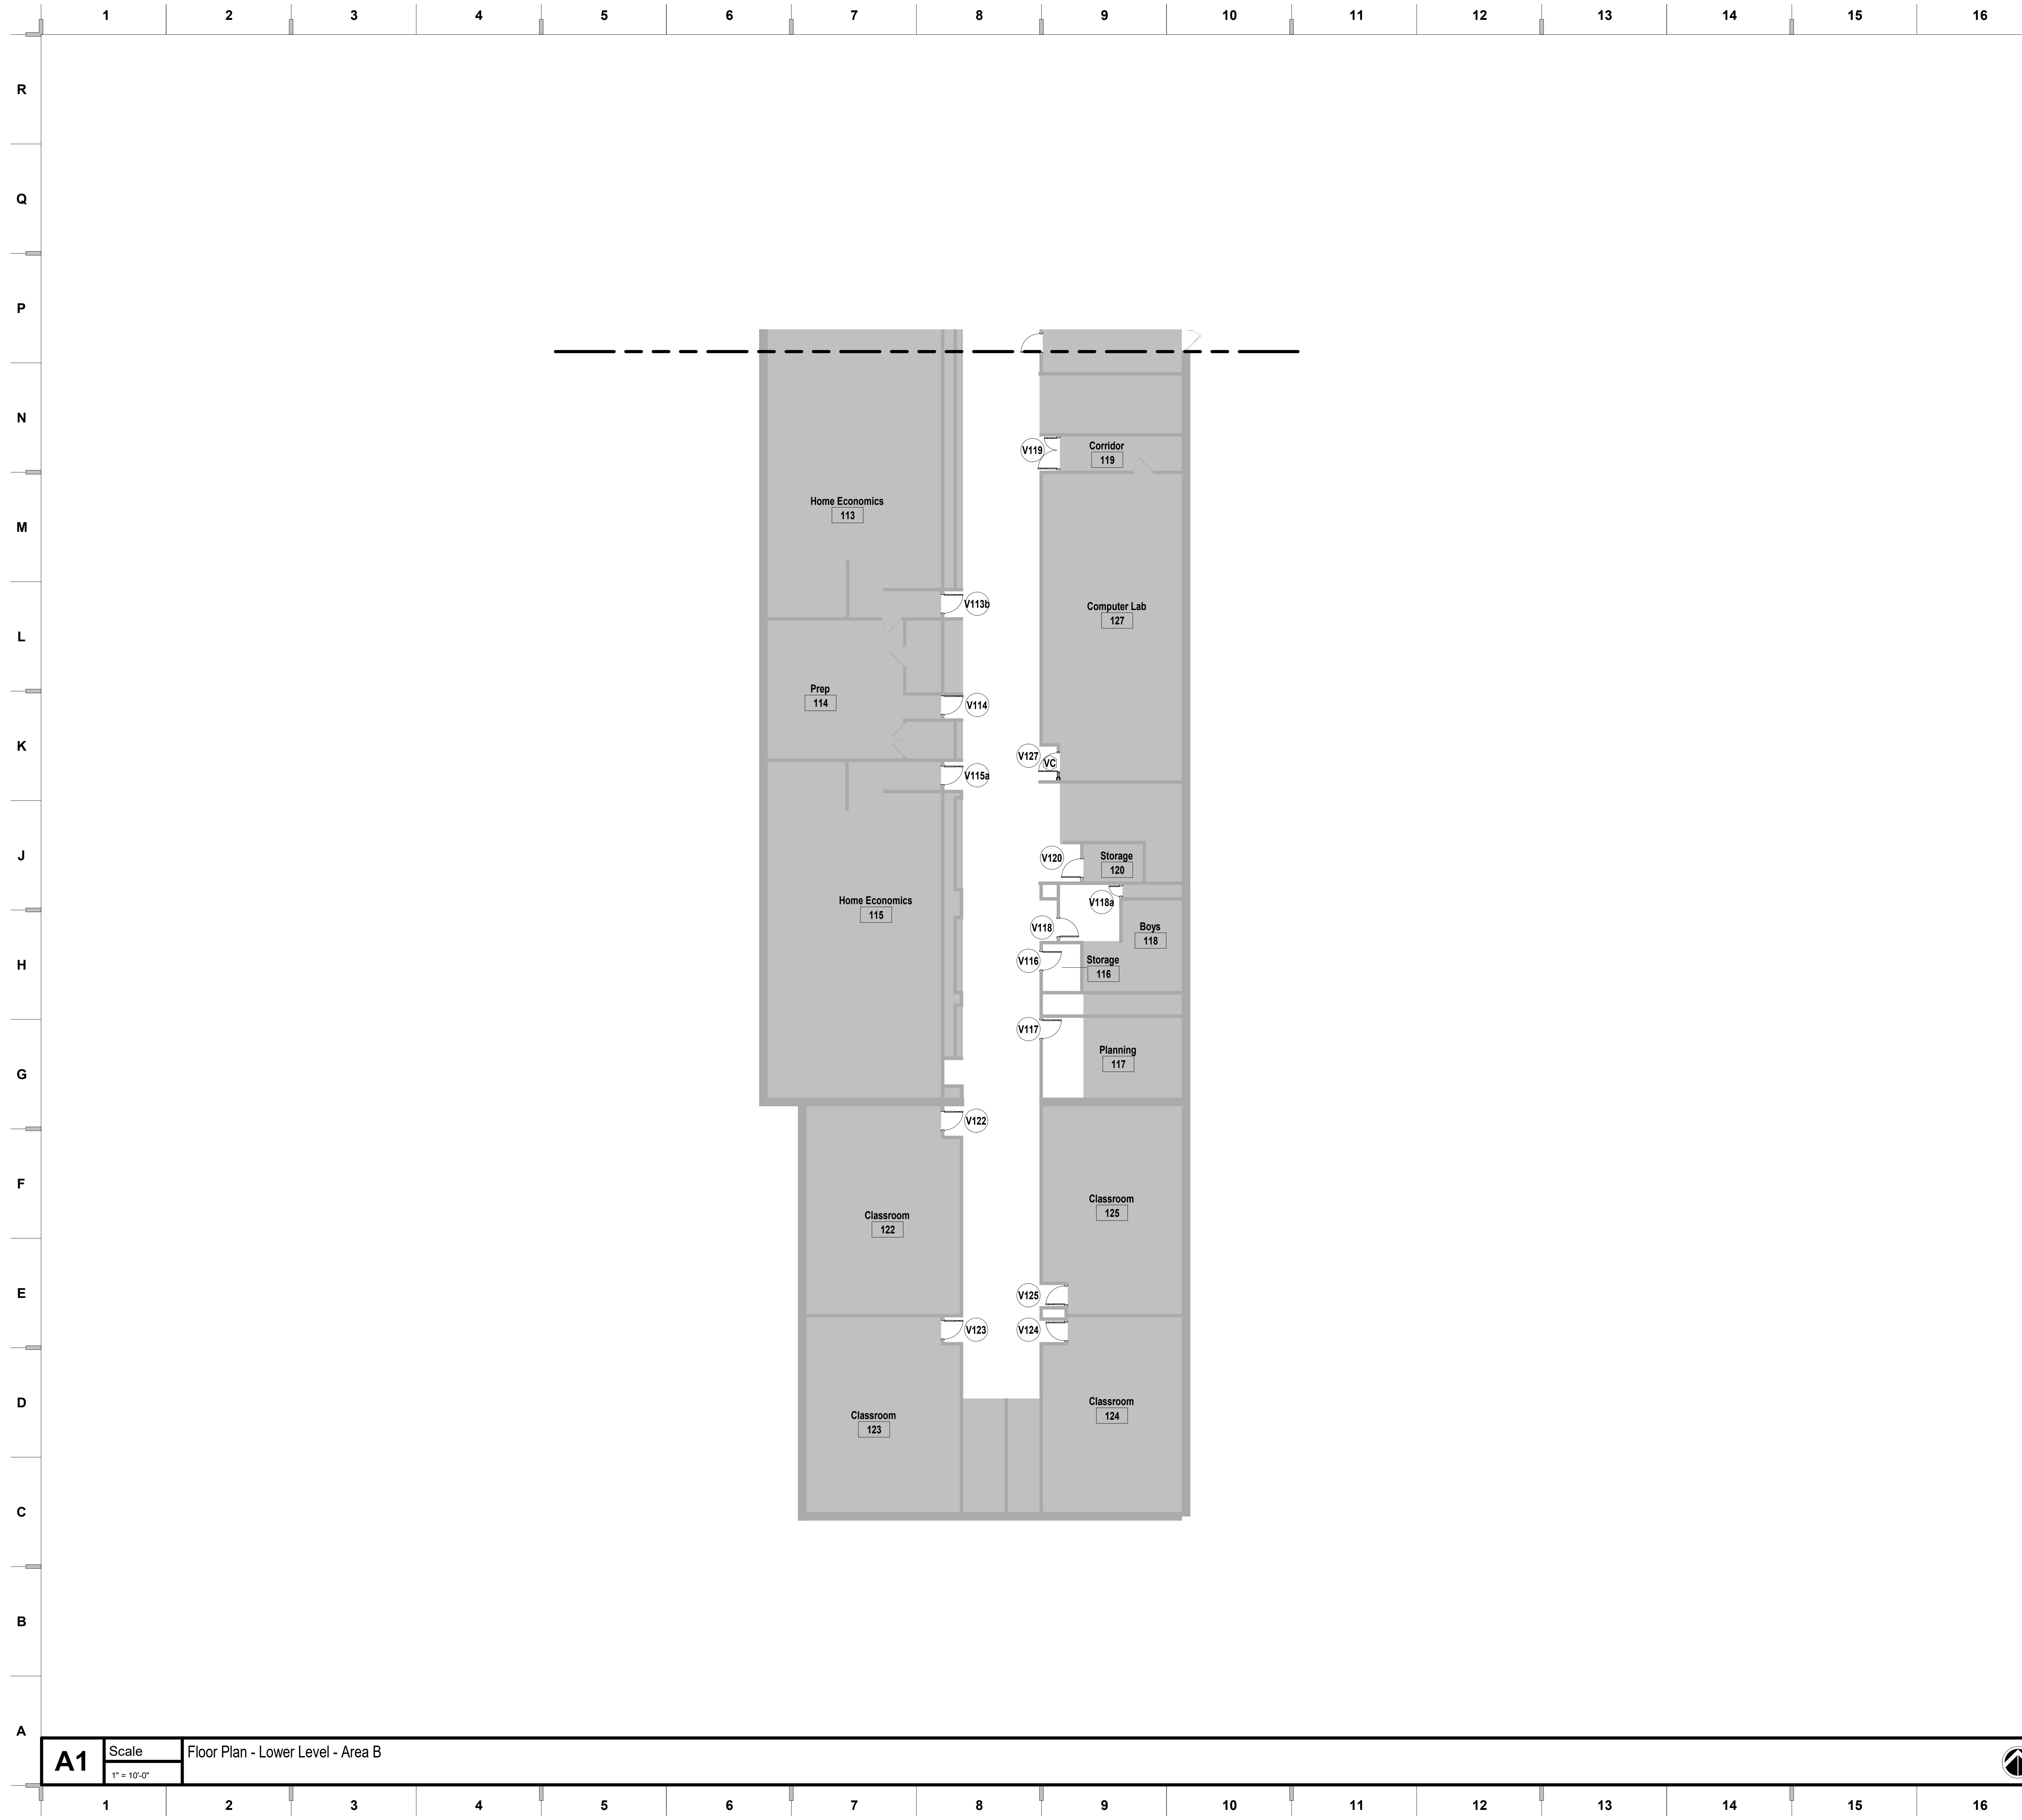 1 2 3 4 5 6 7 8 9 10 11 12 13 14 15 16
R
Q
P
N
M
L
K
J
H
G
F
E
D
C
B
A
V119
Corridor
119
Home Economics
113
V113b
Computer Lab
127
Prep
114
V114
V127
VC
V115a
V120
Storage
120
Home Economics
115
V118a
V118
Boys
118
V116
Storage
116
V117
Planning
117
V122
Classroom
125
Classroom
122
V125
V123
V124
Classroom
124
Classroom
123
A1
Scale
1" = 10'-0"
Floor Plan - Lower Level - Area B
1 2 3 4 5 6 7 8 9 10 11 12 13 14 15 16